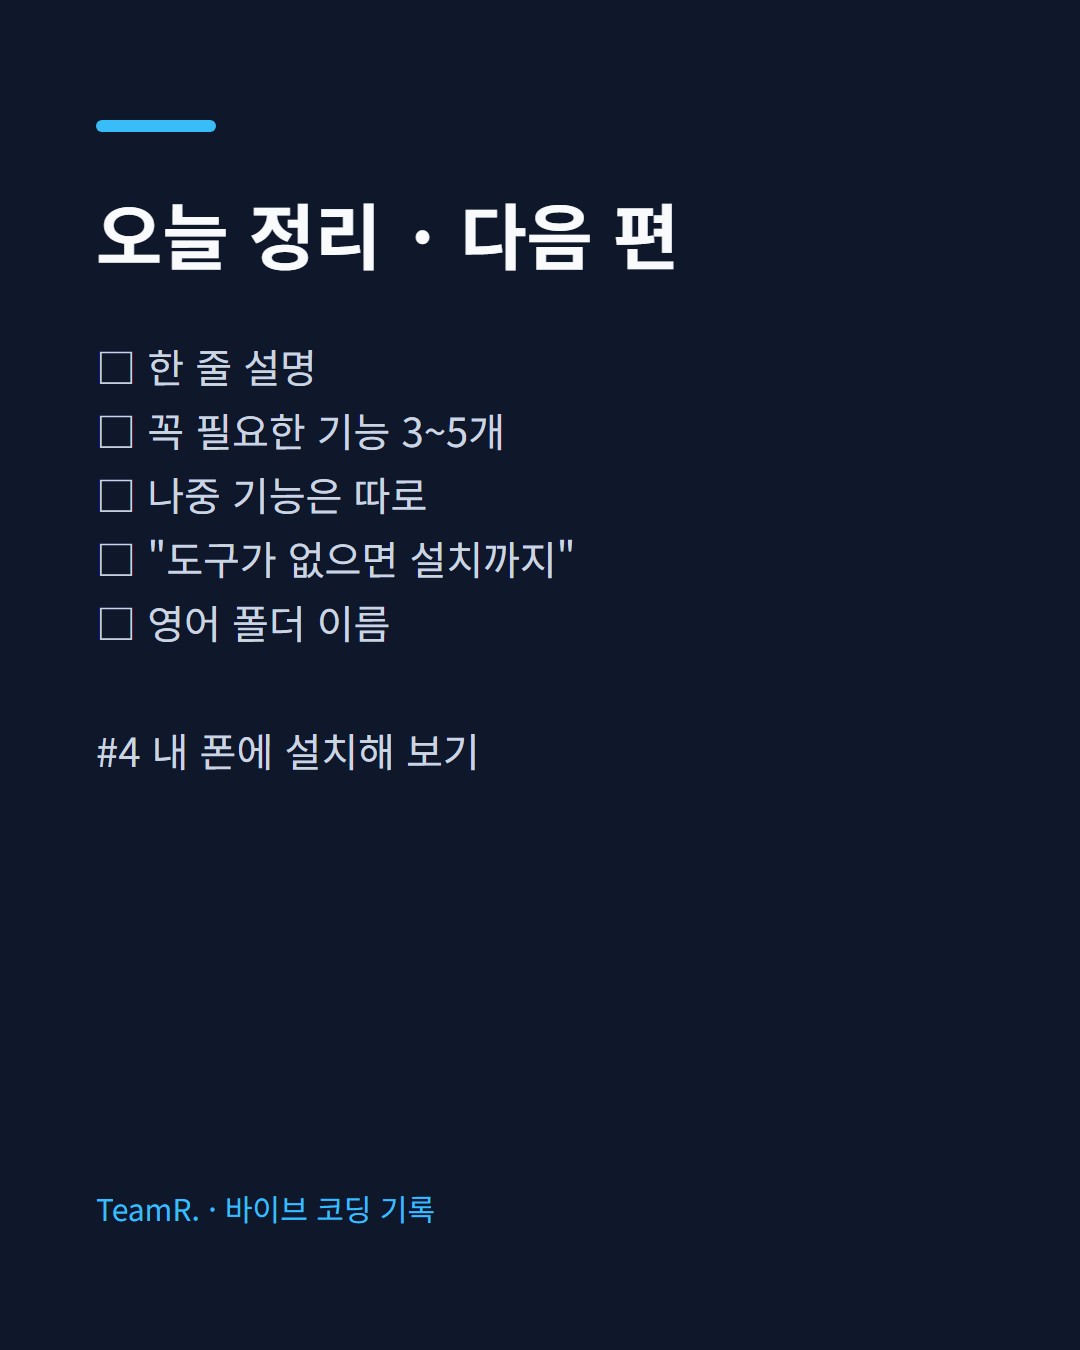 오늘 정리 · 다음 편
□ 한 줄 설명
□ 꼭 필요한 기능 3~5개
□ 나중 기능은 따로
□ "도구가 없으면 설치까지"
□ 영어 폴더 이름
#4 내 폰에 설치해 보기
TeamR. · 바이브 코딩 기록